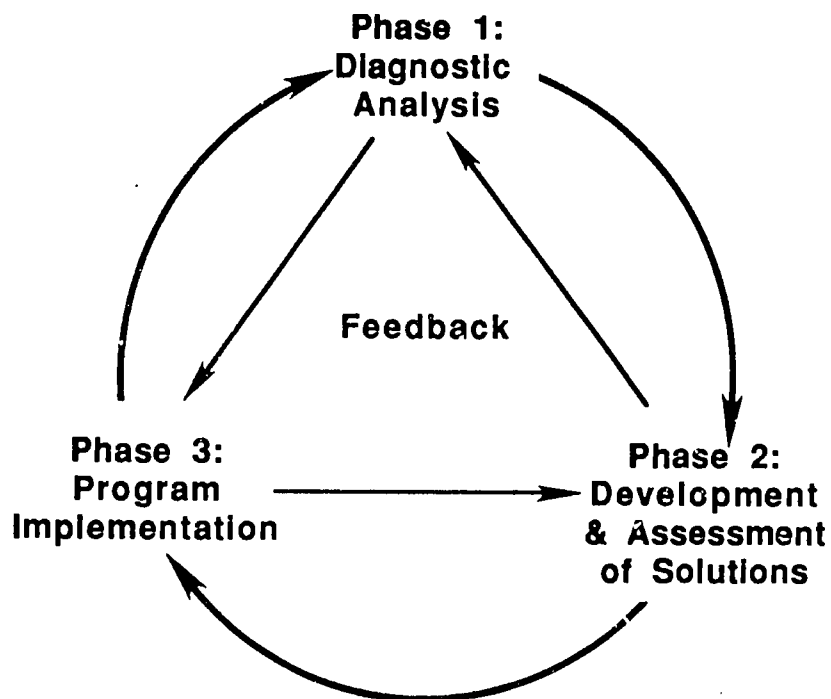 Phase 1:
Diagnostic
Analysis
Feedback
Phase 3:
Program
Implementation
Phase 2:
Development
& Assessment
of Solutions